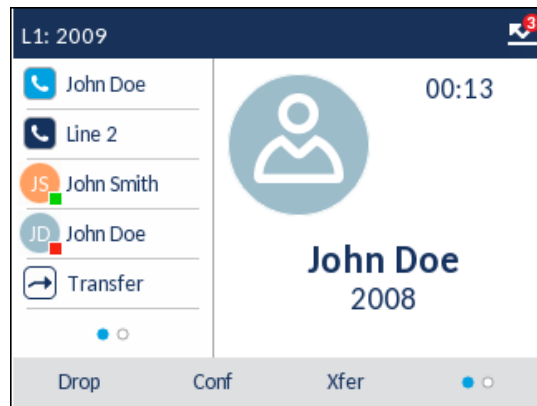 L1: 2009
3
John Doe
Line 2
JS John Smith
JD John Doe
Transfer
00:13
John Doe
2008
Drop Conf Xfer